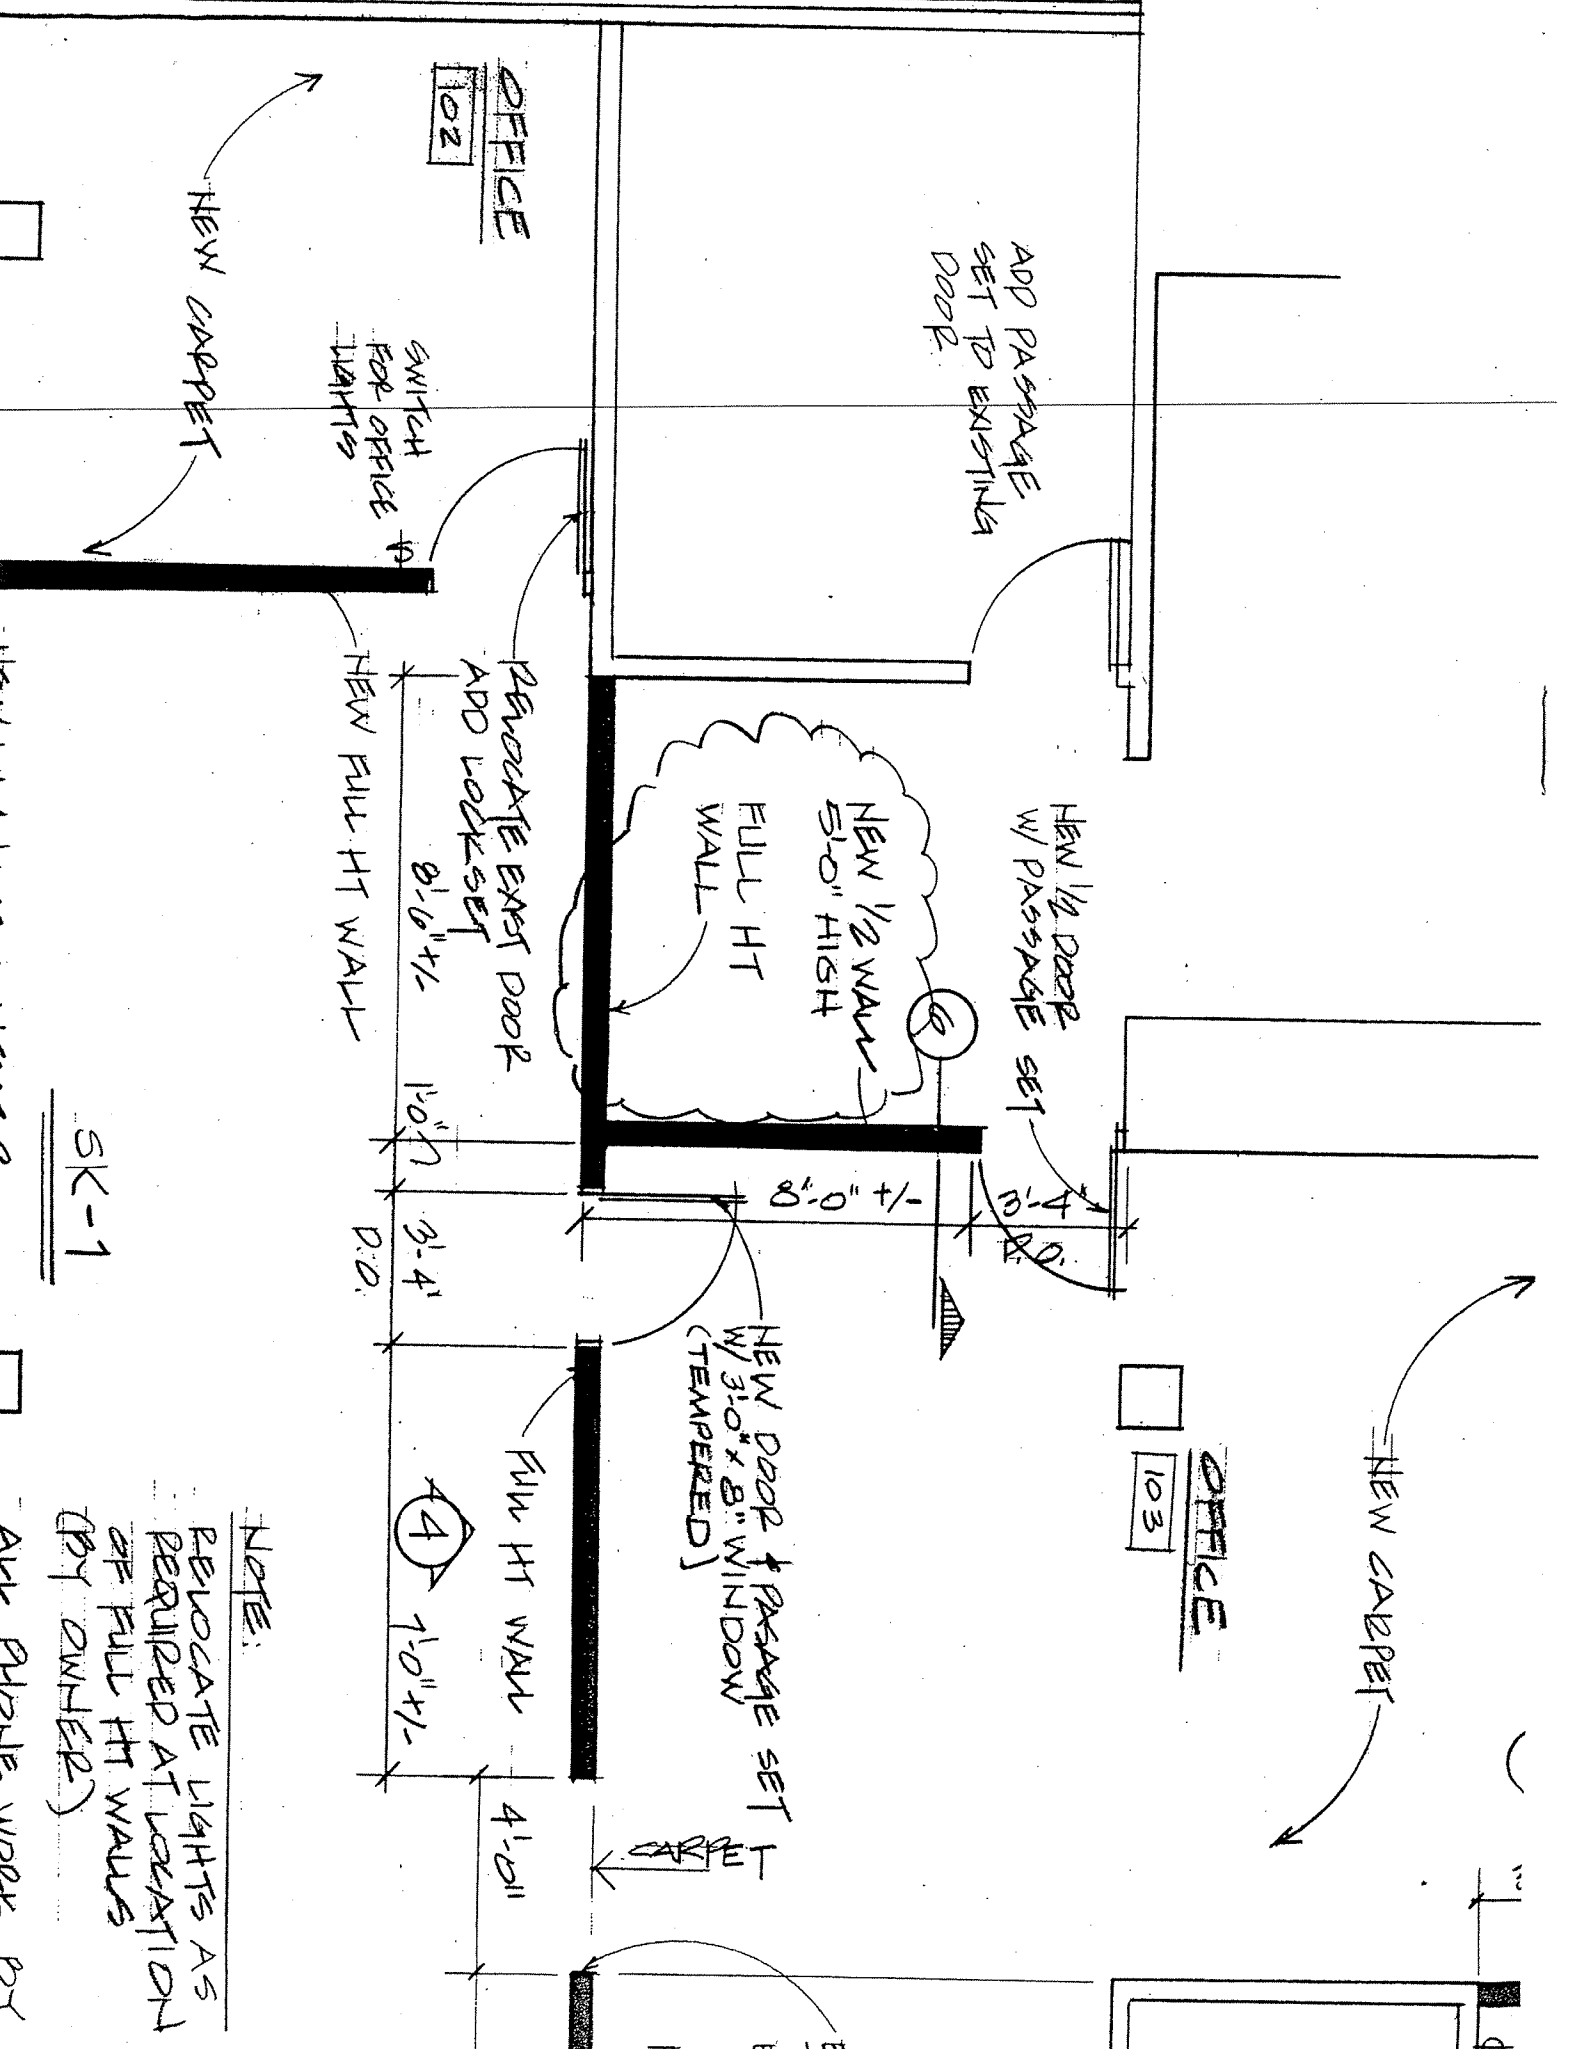 OFFICE
102
NEW CARPET
SWITCH
FOR OFFICE
LIGHTS
S
ADD PASSAGE
SET TO EXISTING
DOOR
RELOCATE EXIST DOOR
ADD LOCKSET
NEW FULL HT WALL
8'-6" +/-
1'-0"
3'-4"
D.O.
NEW 1/2 WALL
5'-0" HIGH
FULL HT
WALL
6
NEW 1/2 DOOR
W/ PASSAGE SET
8'-0" +/-
3'-4"
D.O.
NEW DOOR & PASSAGE SET
W/ 3'-0" x 8" WINDOW
(TEMPERED)
OFFICE
103
NEW CARPET
FULL HT WALL
4
7'-0" +/-
4'-0"
CARPET
SK-1
NOTE:
RELOCATE LIGHTS AS
REQUIRED AT LOCATION
OF FULL HT WALLS
(BY OWNER)
ALL PHONE WORK BY